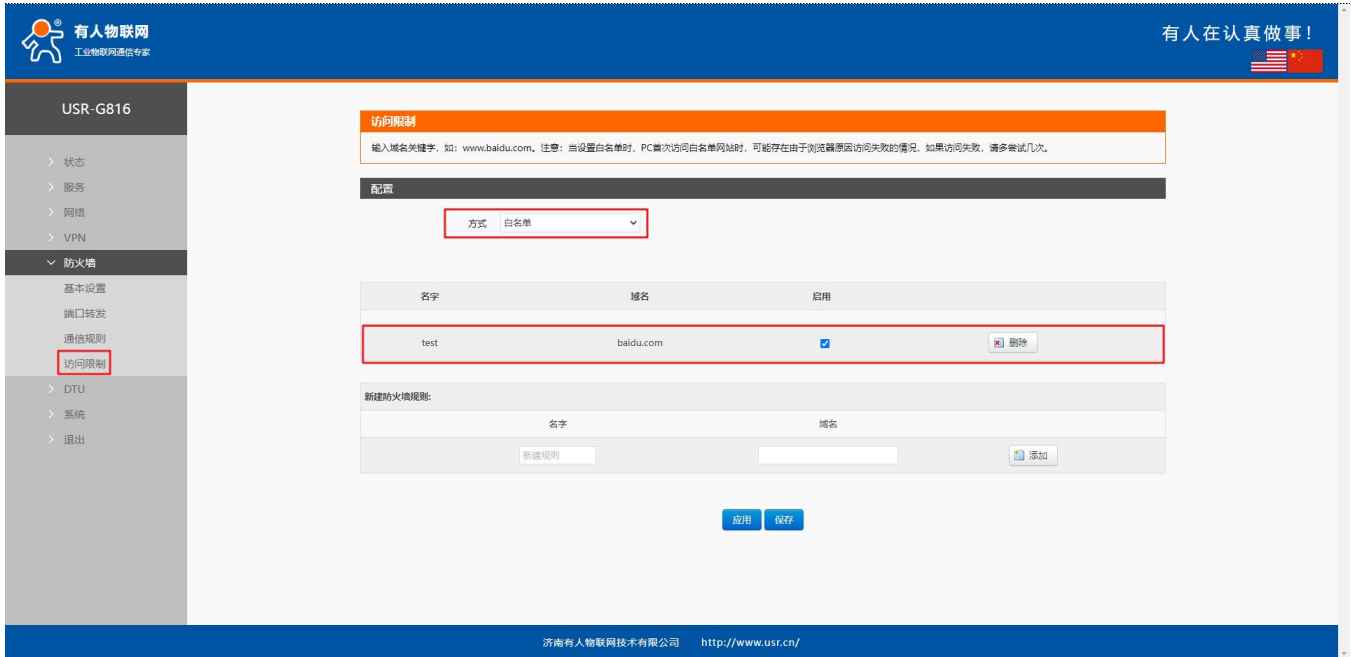 有人物联网
工业物联网通信专家
有人在认真做事！
USR-G816
状态
服务
网络
VPN
防火墙
基本设置
端口转发
通信规则
访问限制
DTU
系统
退出
访问限制
输入域名关键字，如：www.baidu.com。注意：当设置白名单时，PC首次访问白名单网站时，可能存在由于浏览器原因访问失败的情况，如果访问失败，请多尝试几次。
配置
方式 白名单
名字 域名 启用
test baidu.com 删除
新建防火墙规则:
名字 域名
新建规则 添加
应用 保存
济南有人物联网技术有限公司 http://www.usr.cn/